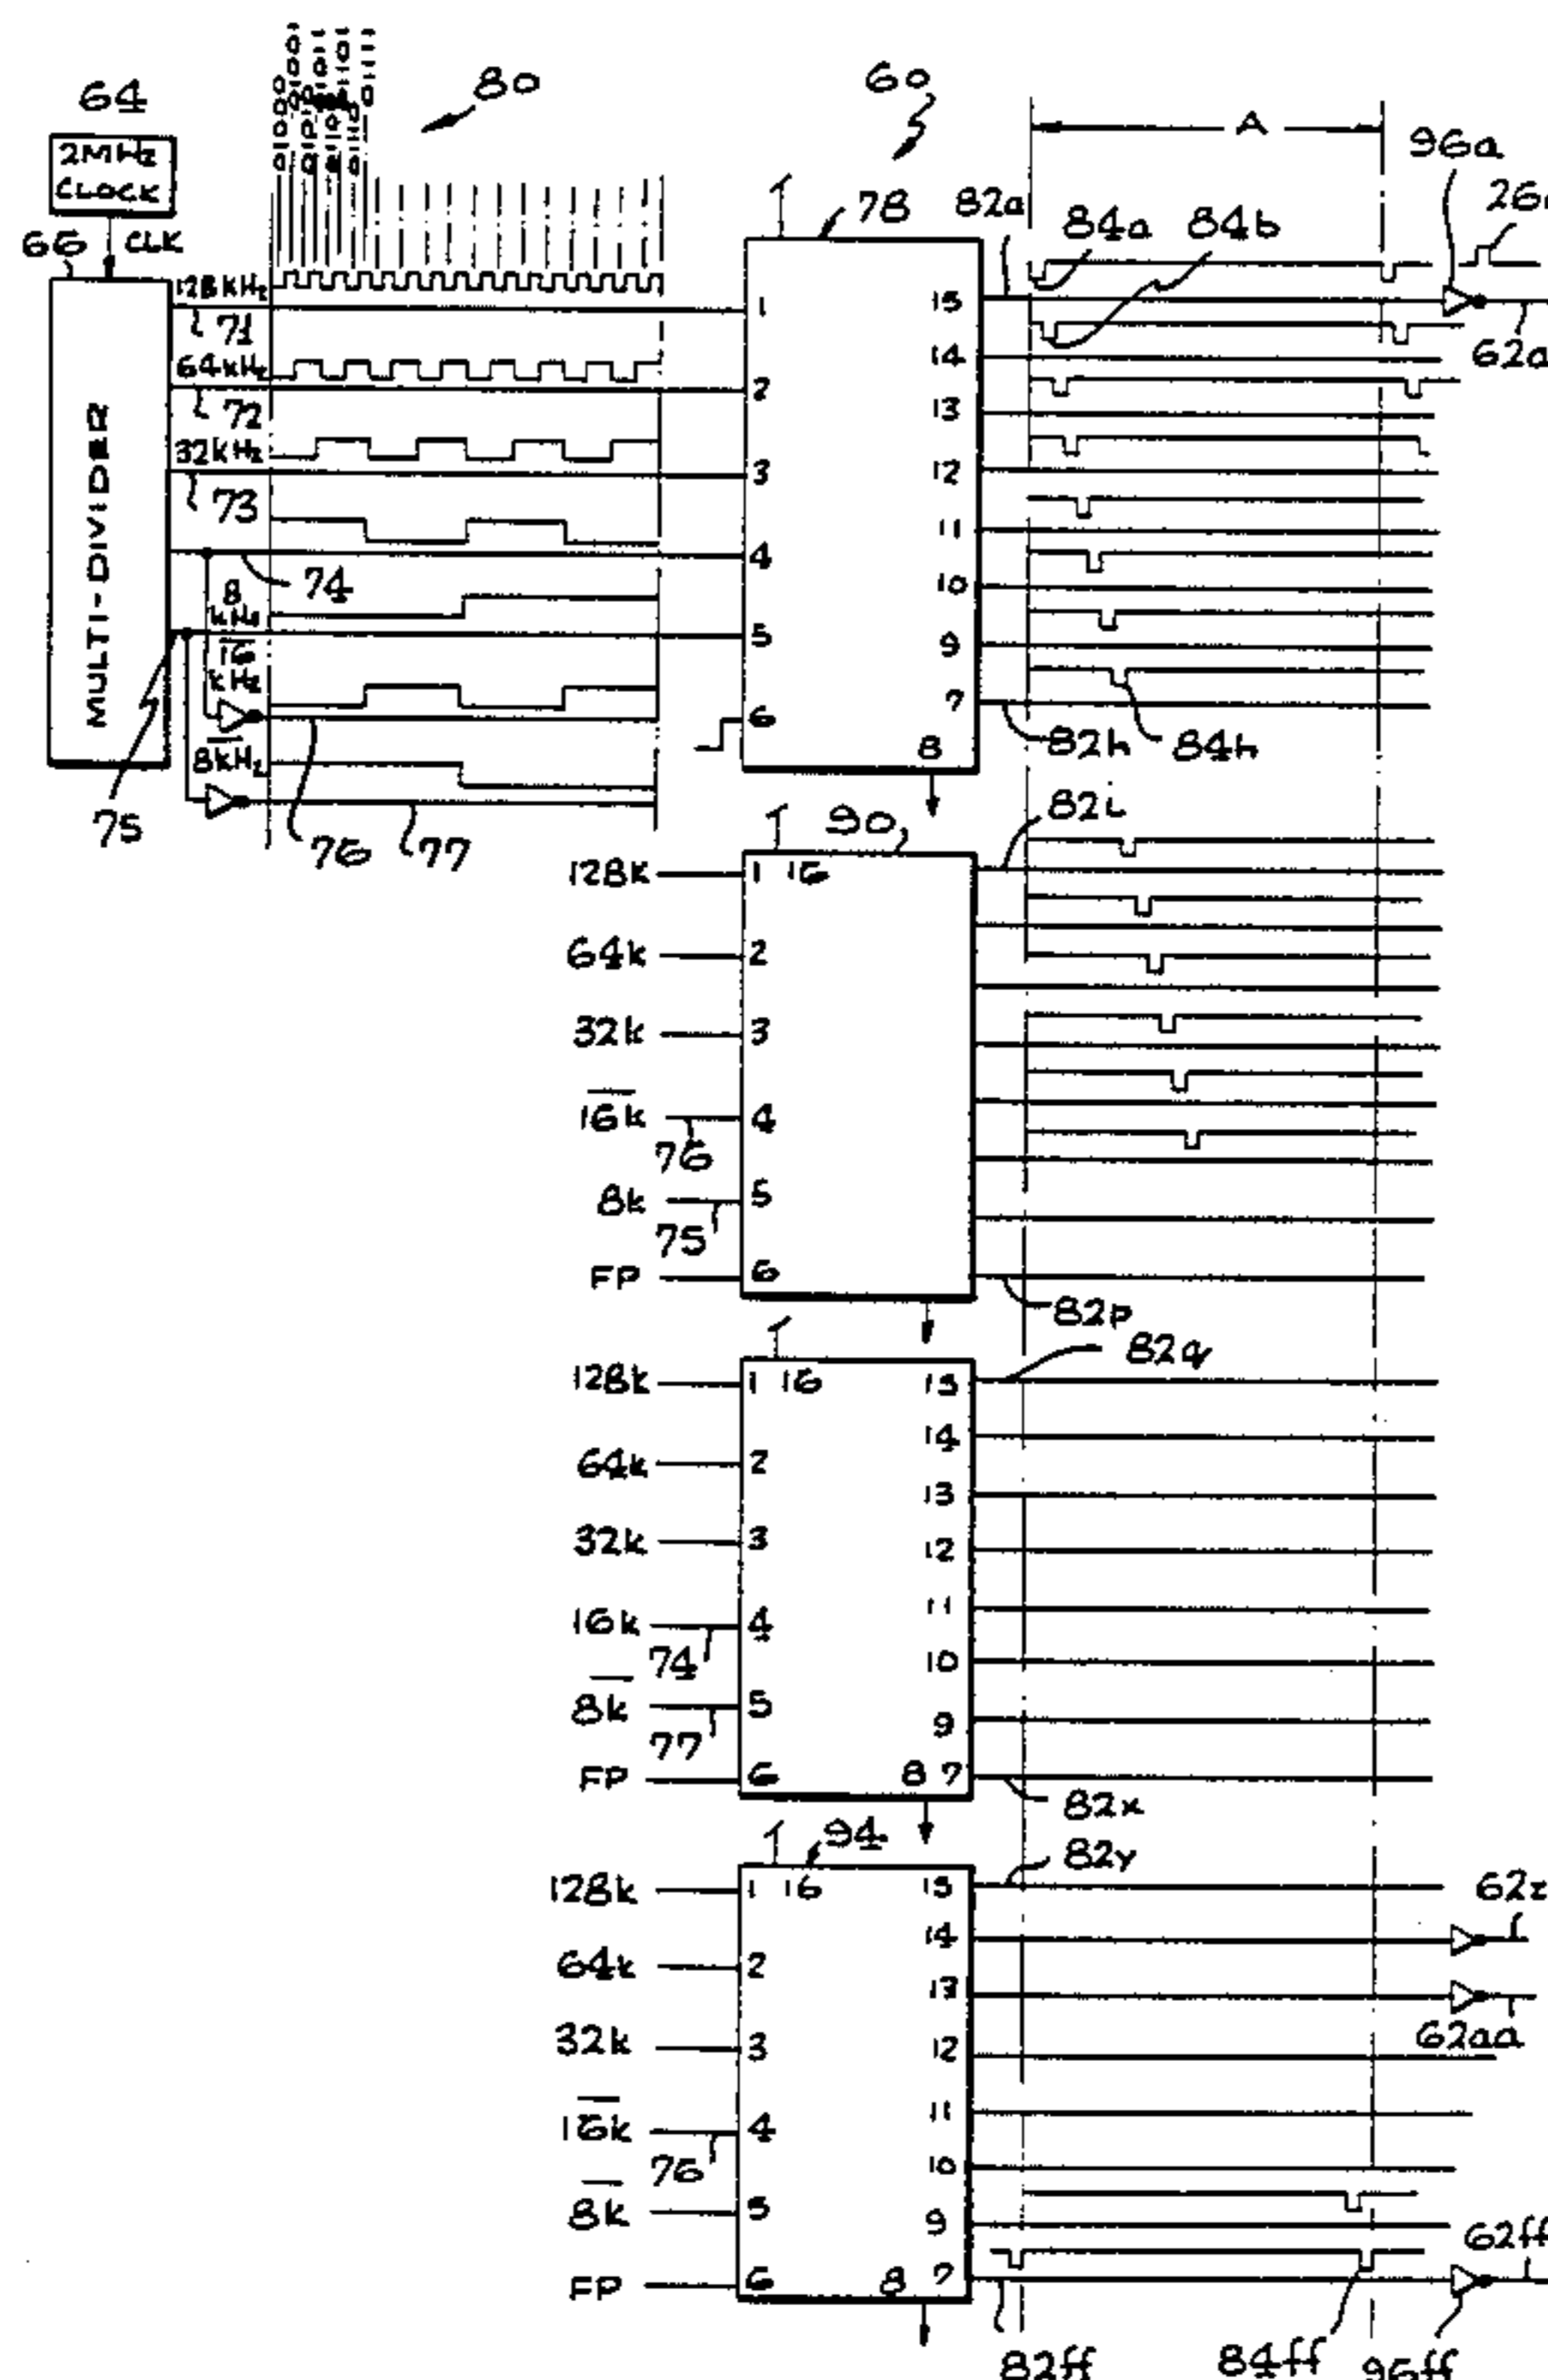 64
2MHz
CLOCK
66
CLK
80
60
A
96a
128kHz
71
64kHz
72
32kHz
73
MULTI-DIVIDER
74
8
kHz
16
kHz
8kHz
75
76
77
78
82a
84a
84b
62a
1
2
3
4
5
6
15
14
13
12
11
10
9
7
8
82h
84h
90
82i
128k
64k
32k
16k
76
8k
75
FP
1
16
2
3
4
5
6
82p
82q
128k
64k
32k
16k
74
8k
77
FP
1
16
2
3
4
5
6
15
14
13
12
11
10
9
8
7
82x
94
82y
128k
64k
32k
16k
76
8k
FP
1
16
2
3
4
5
6
15
14
13
12
11
10
9
8
7
62z
62aa
62ff
82ff
84ff
96ff